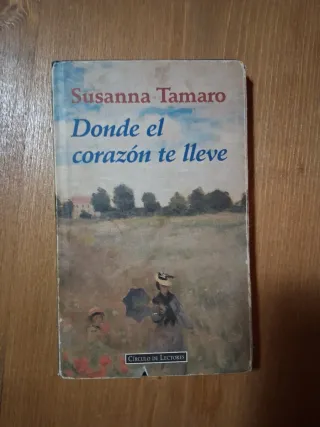 Susanna Tamaro
Donde el
corazón te lleve
CÍRCULO DE LECTORES